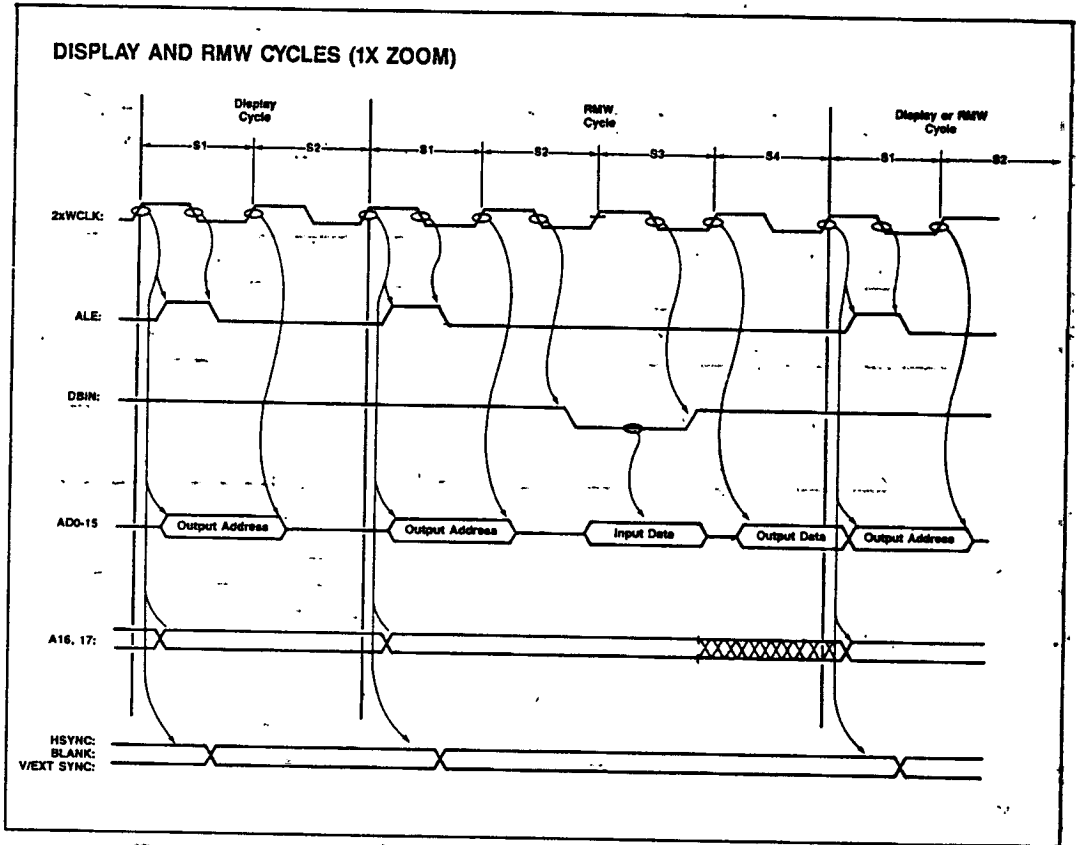 DISPLAY AND RMW CYCLES (1X ZOOM)
Display
Cycle
RMW
Cycle
Display or RMW
Cycle
S1
S2
S1
S2
S3
S4
S1
S2
2xWCLK:
ALE:
DBIN:
AD0-15
Output Address
Output Address
Input Data
Output Data
Output Address
A16, 17:
HSYNC:
BLANK:
V/EXT SYNC: